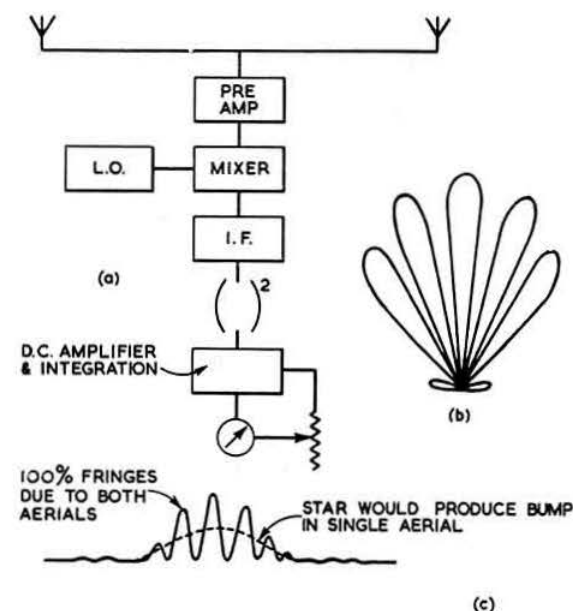 PRE
AMP
L.O.
MIXER
I.F.
(a)
2
D.C. AMPLIFIER
& INTEGRATION
(b)
100% FRINGES
DUE TO BOTH
AERIALS
STAR WOULD PRODUCE BUMP
IN SINGLE AERIAL
(c)